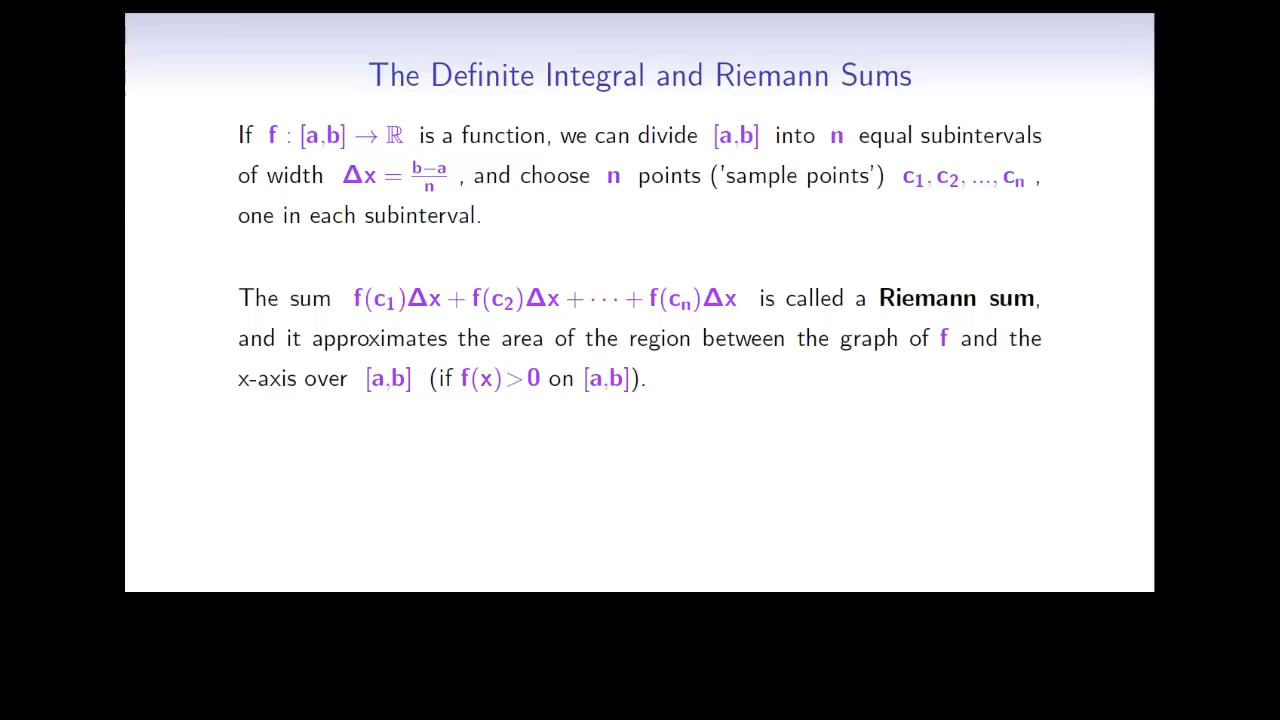 The Definite Integral and Riemann Sums
If f : [a,b] → ℝ is a function, we can divide [a,b] into n equal subintervals
of width Δx = \frac{b−a}{n} , and choose n points ('sample points') c₁, c₂, ..., cₙ ,
one in each subinterval.
The sum f(c₁)Δx + f(c₂)Δx + ⋯ + f(cₙ)Δx is called a Riemann sum,
and it approximates the area of the region between the graph of f and the
x-axis over [a,b] (if f(x)>0 on [a,b]).